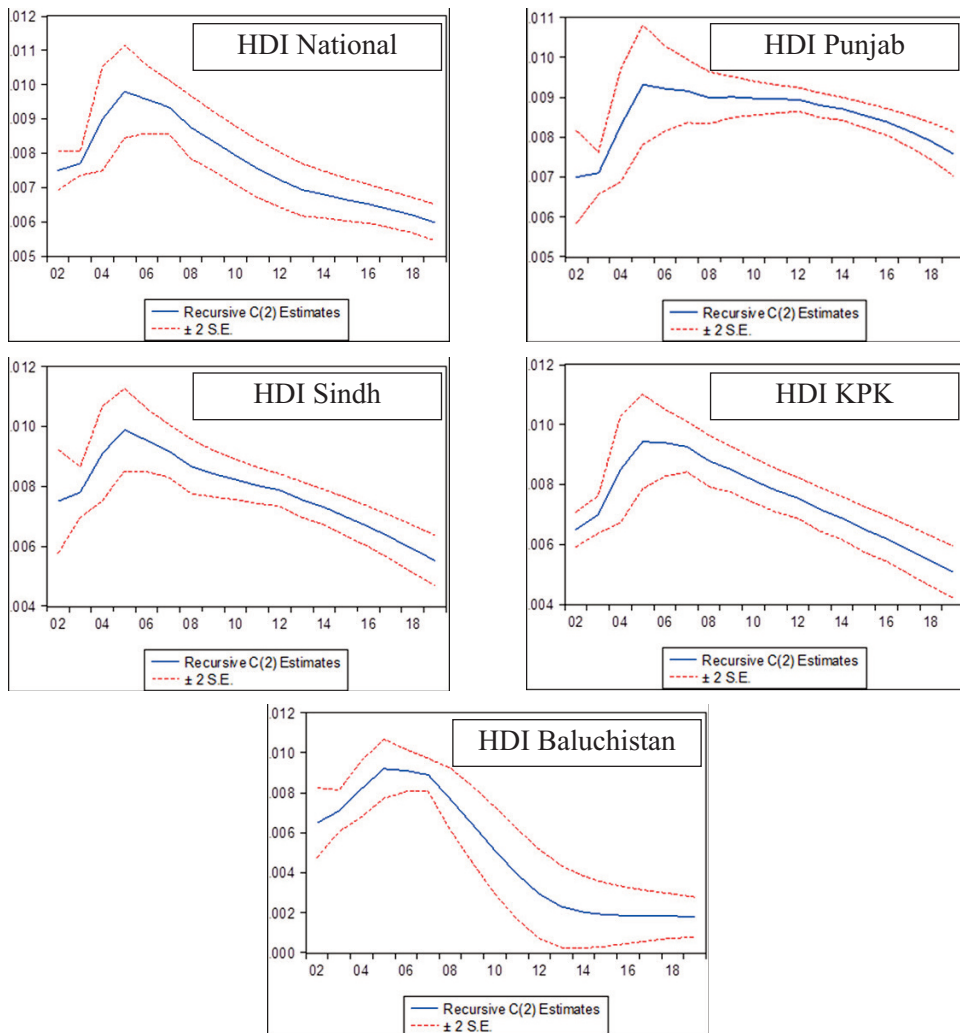 HDI National
.012
.011
.010
.009
.008
.007
.006
.005
02 04 06 08 10 12 14 16 18
Recursive C(2) Estimates
± 2 S.E.
HDI Punjab
.011
.010
.009
.008
.007
.006
.005
02 04 06 08 10 12 14 16 18
Recursive C(2) Estimates
± 2 S.E.
HDI Sindh
.012
.010
.008
.006
.004
02 04 06 08 10 12 14 16 18
Recursive C(2) Estimates
± 2 S.E.
HDI KPK
.012
.010
.008
.006
.004
02 04 06 08 10 12 14 16 18
Recursive C(2) Estimates
± 2 S.E.
HDI Baluchistan
.012
.010
.008
.006
.004
.002
.000
02 04 06 08 10 12 14 16 18
Recursive C(2) Estimates
± 2 S.E.